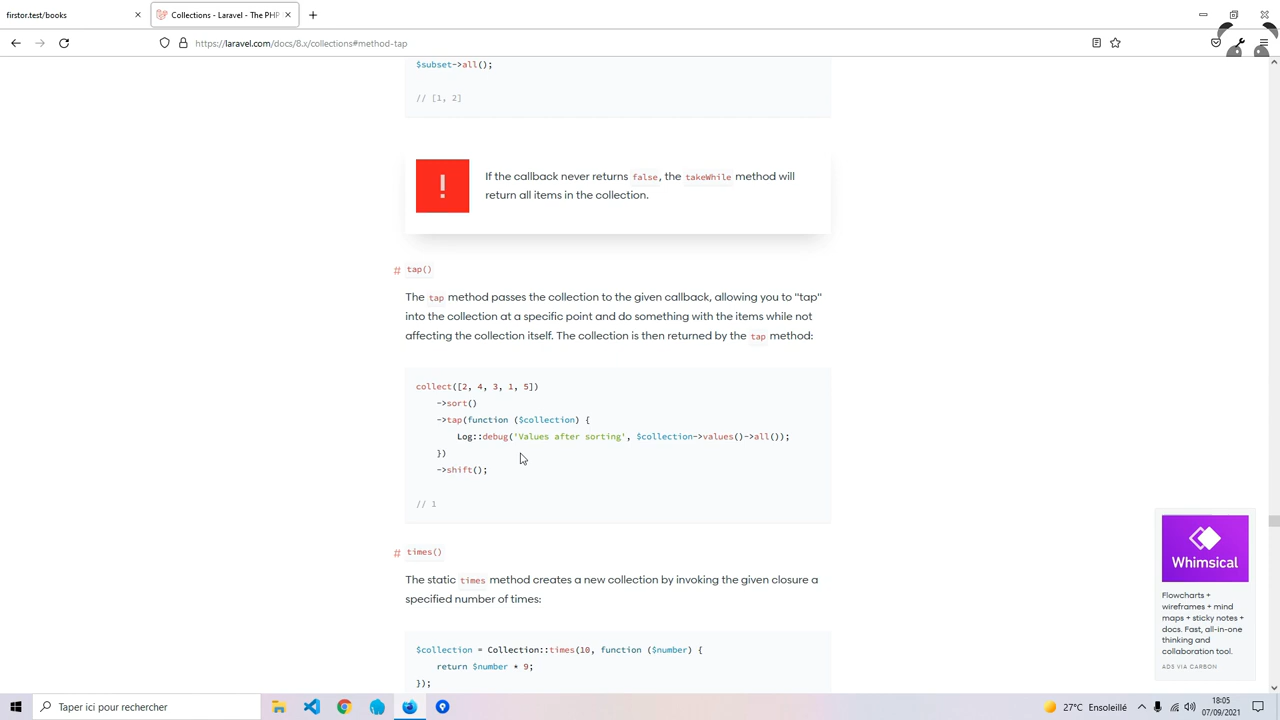 firstor.test/books
Collections - Laravel - The PHP
https://laravel.com/docs/8.x/collections#method-tap
$subset->all();
// [1, 2]
!
If the callback never returns false, the takeWhile method will
return all items in the collection.
# tap()
The tap method passes the collection to the given callback, allowing you to "tap"
into the collection at a specific point and do something with the items while not
affecting the collection itself. The collection is then returned by the tap method:
collect([2, 4, 3, 1, 5])
->sort()
->tap(function ($collection) {
Log::debug('Values after sorting', $collection->values()->all());
})
->shift();
// 1
# times()
The static times method creates a new collection by invoking the given closure a
specified number of times:
$collection = Collection::times(10, function ($number) {
return $number * 9;
});
Whimsical
Flowcharts +
wireframes + mind
maps + sticky notes +
docs. Fast, all-in-one
thinking and
collaboration tool.
ADS VIA CARBON
Taper ici pour rechercher
27°C Ensoleillé
18:05
07/09/2021